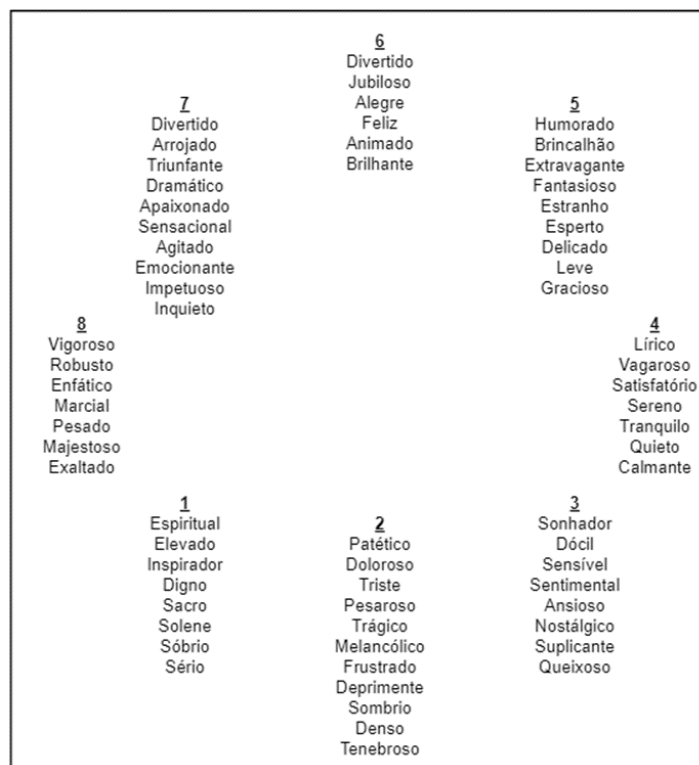 6
Divertido
Jubiloso
Alegre
Feliz
Animado
Brilhante
7
Divertido
Arrojado
Triunfante
Dramático
Apaixonado
Sensacional
Agitado
Emocionante
Impetuoso
Inquieto
5
Humorado
Brincalhão
Extravagante
Fantasioso
Estranho
Esperto
Delicado
Leve
Gracioso
8
Vigoroso
Robusto
Enfático
Marcial
Pesado
Majestoso
Exaltado
4
Lírico
Vagaroso
Satisfatório
Sereno
Tranquilo
Quieto
Calmante
1
Espiritual
Elevado
Inspirador
Digno
Sacro
Solene
Sóbrio
Sério
2
Patético
Doloroso
Triste
Pesaroso
Trágico
Melancólico
Frustrado
Deprimente
Sombrio
Denso
Tenebroso
3
Sonhador
Dócil
Sensível
Sentimental
Ansioso
Nostálgico
Suplicante
Queixoso